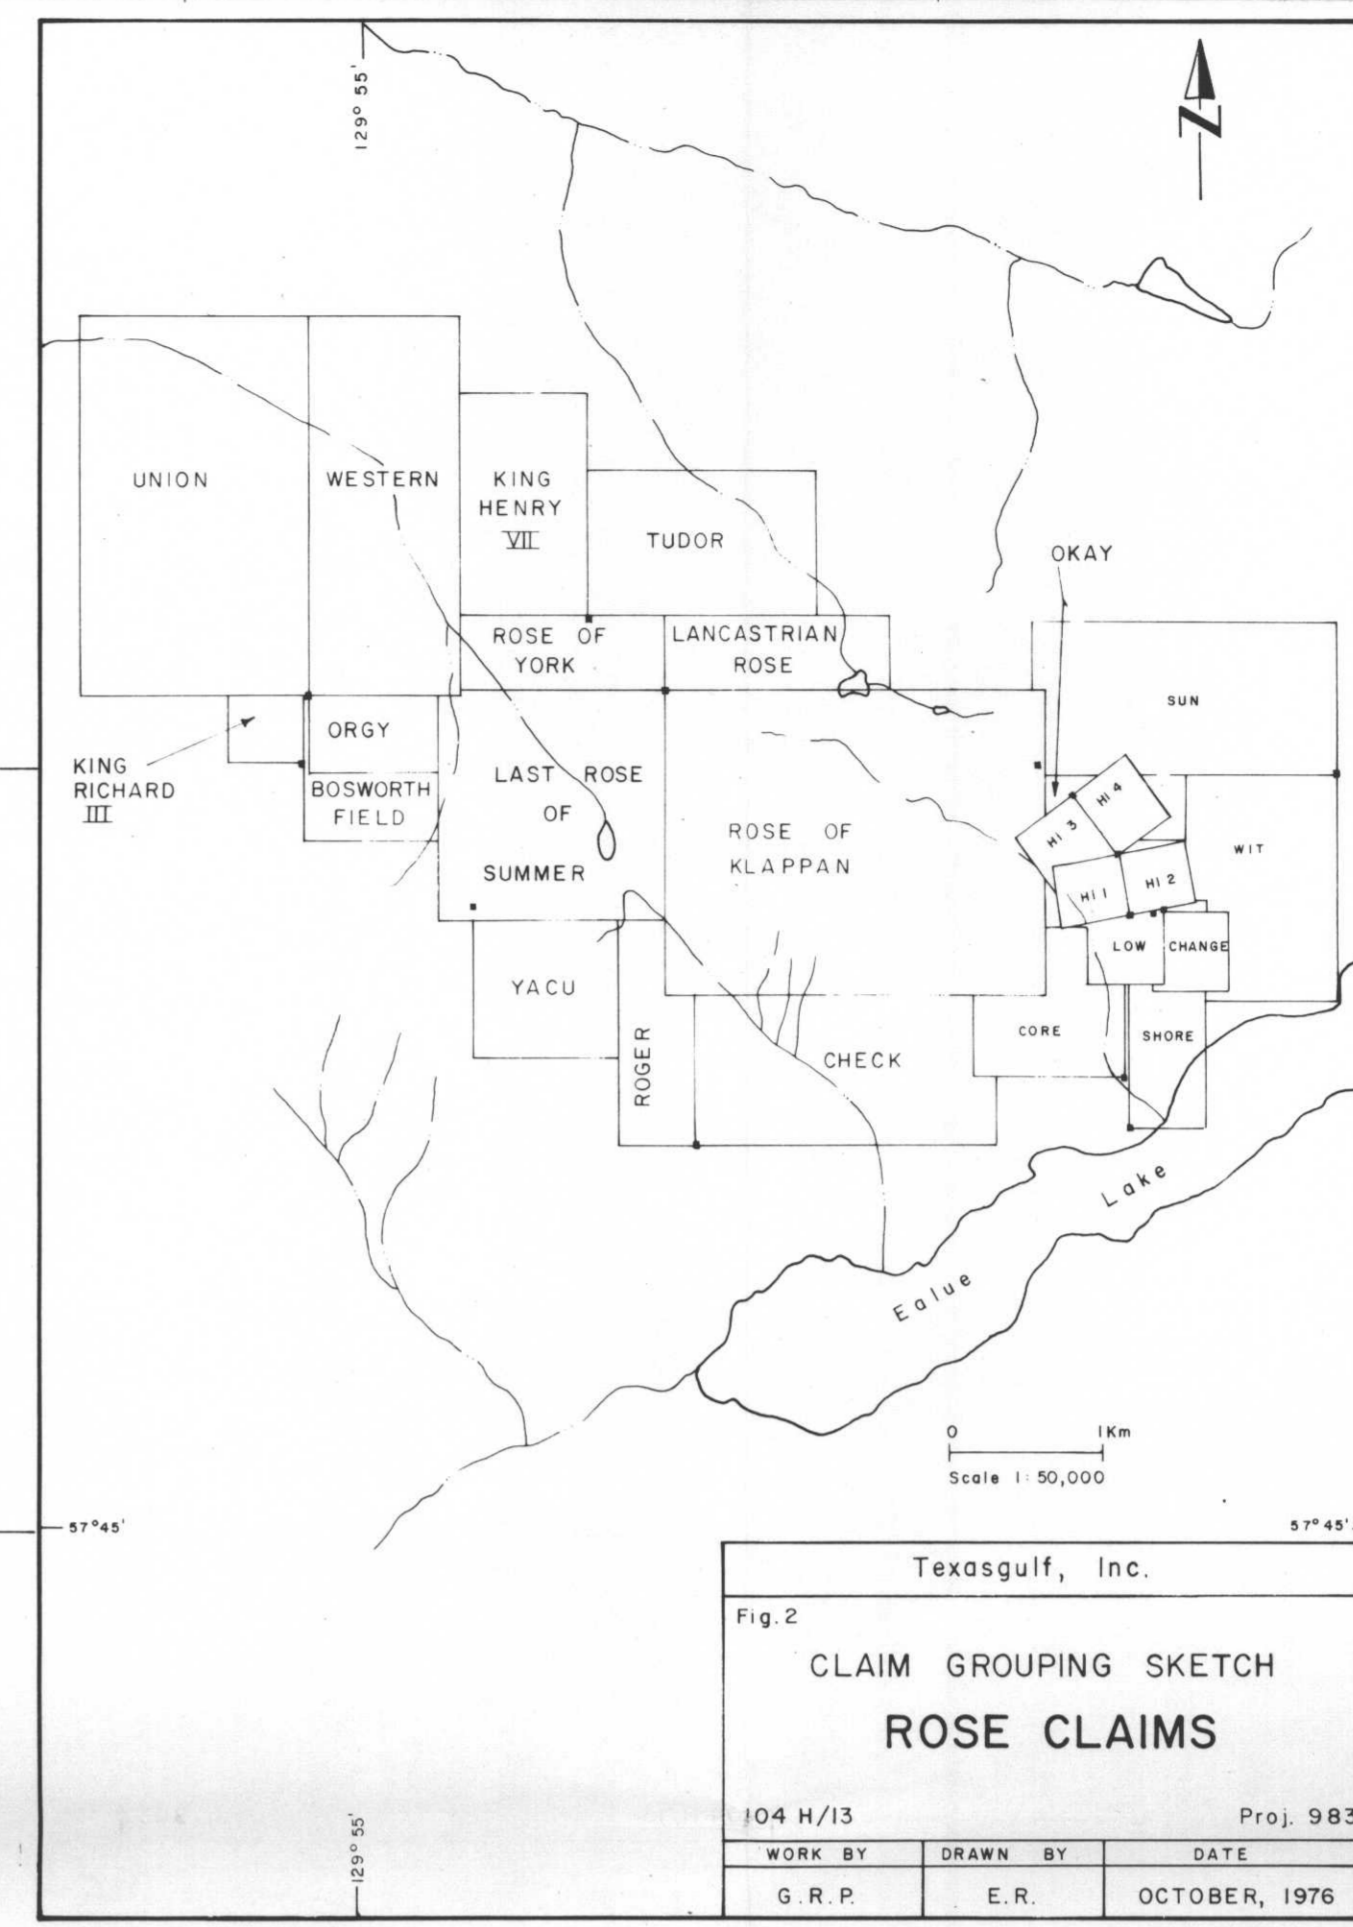 129° 55'
N
UNION
WESTERN
KING
HENRY
VII
TUDOR
OKAY
ROSE OF
YORK
LANCASTRIAN
ROSE
SUN
ORGY
KING
RICHARD
III
BOSWORTH
FIELD
LAST ROSE
OF
SUMMER
ROSE OF
KLAPPAN
HI 4
HI 3
WIT
HI 1
HI 2
LOW
CHANGE
YACU
ROGER
CHECK
CORE
SHORE
Ealue Lake
0 1Km
Scale 1:50,000
57°45'
57°45'
Texasgulf, Inc.
Fig. 2
CLAIM GROUPING SKETCH
ROSE CLAIMS
104 H/13 Proj. 983
WORK BY DRAWN BY DATE
G.R.P. E.R. OCTOBER, 1976
129° 55'